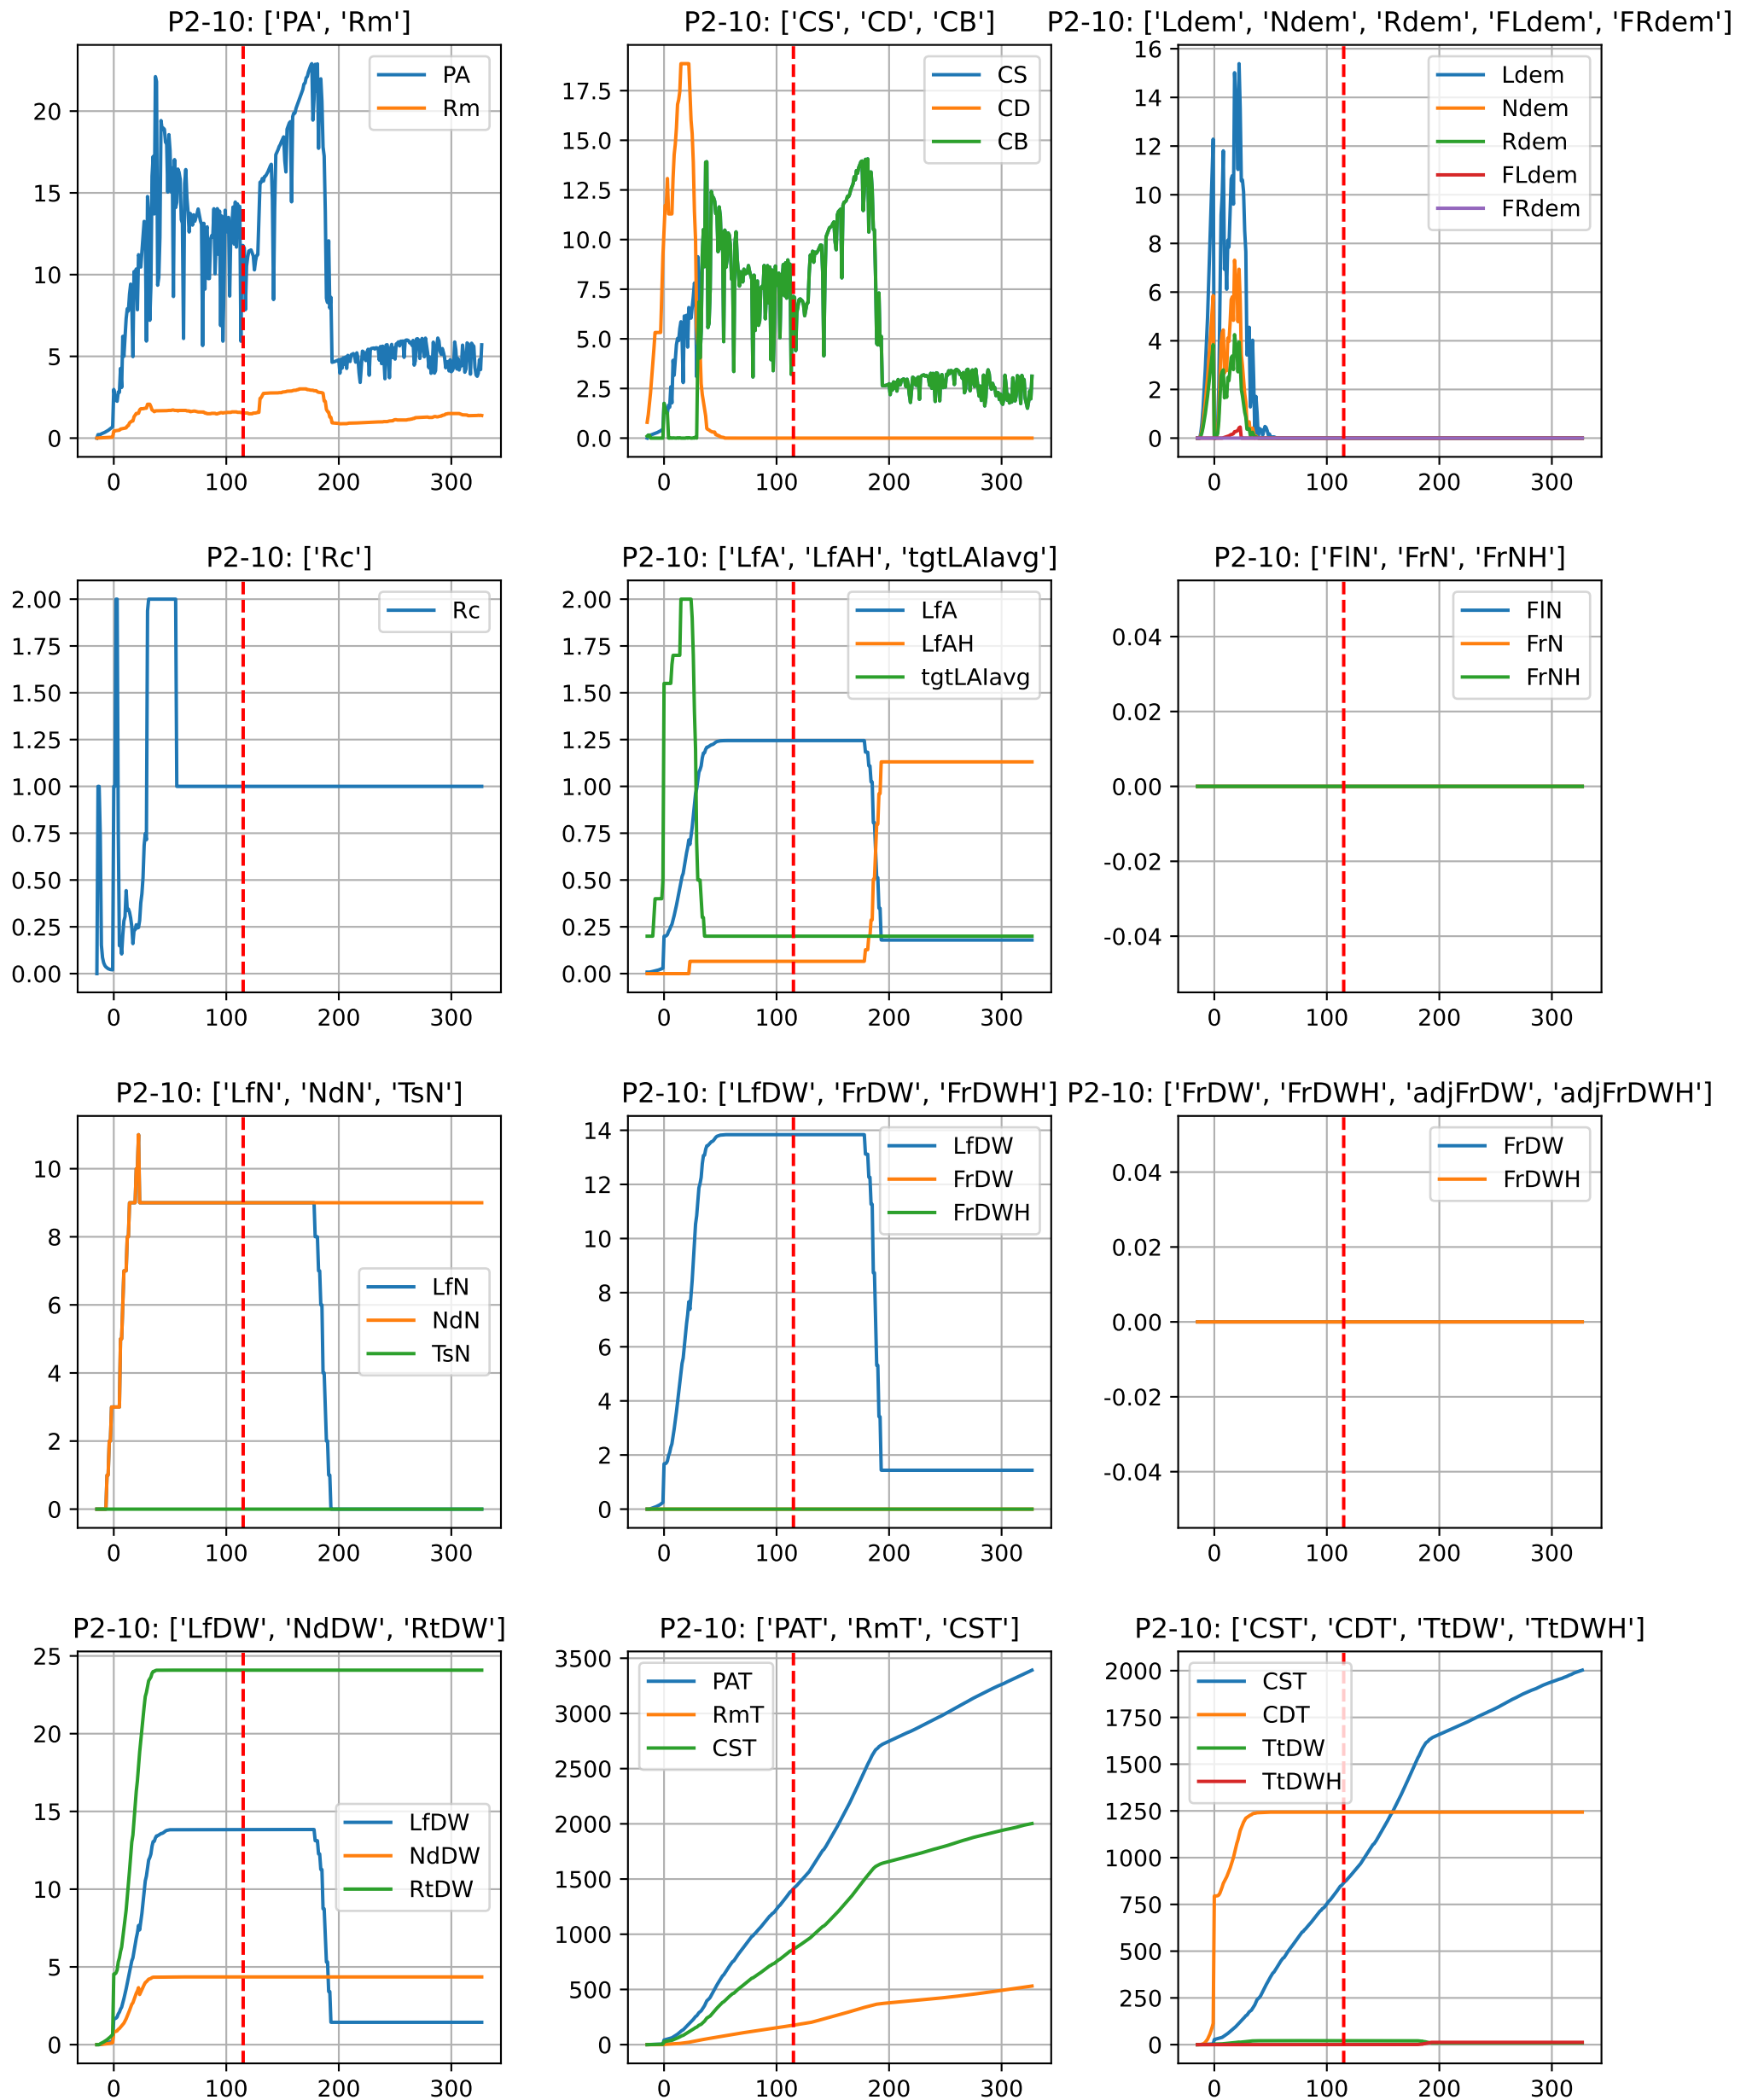 P2-10: ['PA', 'Rm']
20
15
10
5
0
0 100 200 300
PA
Rm
P2-10: ['CS', 'CD', 'CB']
17.5
15.0
12.5
10.0
7.5
5.0
2.5
0.0
0 100 200 300
CS
CD
CB
P2-10: ['Ldem', 'Ndem', 'Rdem', 'FLdem', 'FRdem']
16
14
12
10
8
6
4
2
0
0 100 200 300
Ldem
Ndem
Rdem
FLdem
FRdem
P2-10: ['Rc']
2.00
1.75
1.50
1.25
1.00
0.75
0.50
0.25
0.00
0 100 200 300
Rc
P2-10: ['LfA', 'LfAH', 'tgtLAIavg']
2.00
1.75
1.50
1.25
1.00
0.75
0.50
0.25
0.00
0 100 200 300
LfA
LfAH
tgtLAIavg
P2-10: ['FlN', 'FrN', 'FrNH']
0.04
0.02
0.00
-0.02
-0.04
0 100 200 300
FlN
FrN
FrNH
P2-10: ['LfN', 'NdN', 'TsN']
10
8
6
4
2
0
0 100 200 300
LfN
NdN
TsN
P2-10: ['LfDW', 'FrDW', 'FrDWH']
14
12
10
8
6
4
2
0
0 100 200 300
LfDW
FrDW
FrDWH
P2-10: ['FrDW', 'FrDWH', 'adjFrDW', 'adjFrDWH']
0.04
0.02
0.00
-0.02
-0.04
0 100 200 300
FrDW
FrDWH
P2-10: ['LfDW', 'NdDW', 'RtDW']
25
20
15
10
5
0
0 100 200 300
LfDW
NdDW
RtDW
P2-10: ['PAT', 'RmT', 'CST']
3500
3000
2500
2000
1500
1000
500
0
0 100 200 300
PAT
RmT
CST
P2-10: ['CST', 'CDT', 'TtDW', 'TtDWH']
2000
1750
1500
1250
1000
750
500
250
0
0 100 200 300
CST
CDT
TtDW
TtDWH